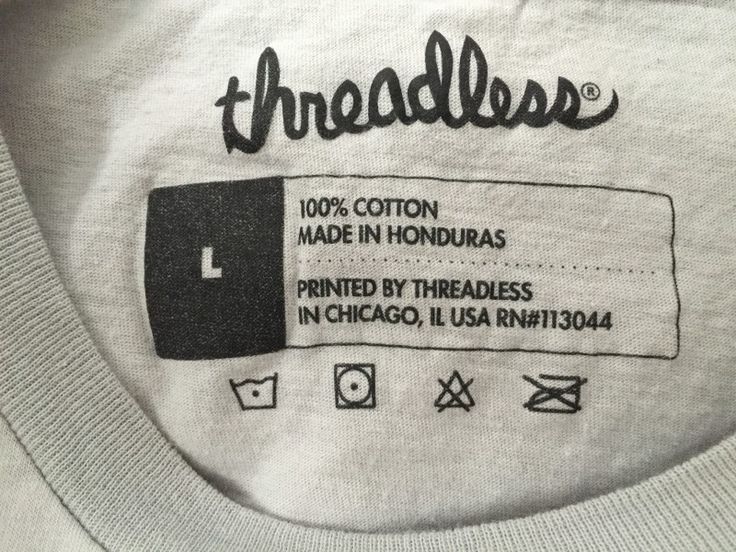 threadless®
L
100% COTTON
MADE IN HONDURAS
PRINTED BY THREADLESS
IN CHICAGO, IL USA RN#113044